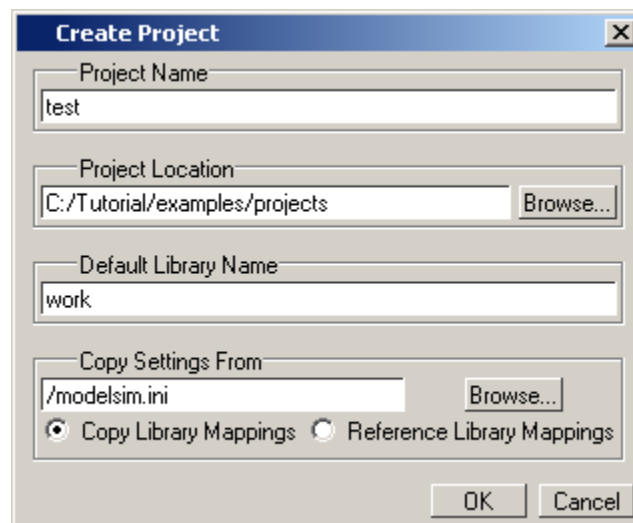 Create Project
Project Name
test
Project Location
C:/Tutorial/examples/projects Browse...
Default Library Name
work
Copy Settings From
/modelsim.ini Browse...
Copy Library Mappings Reference Library Mappings
OK Cancel